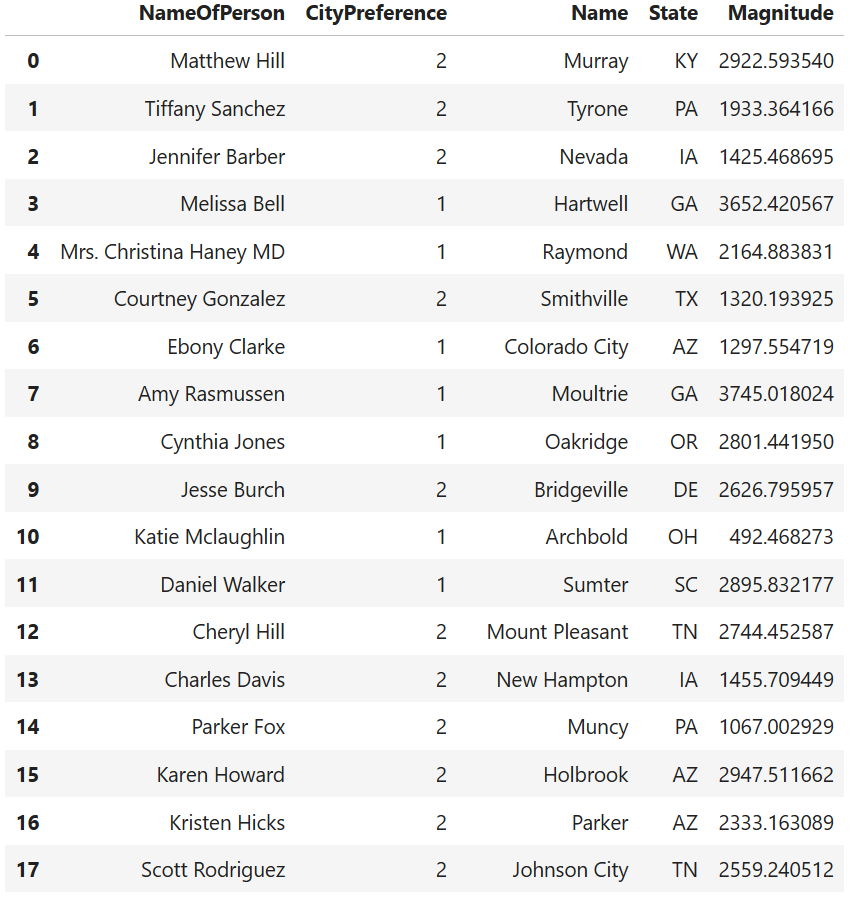 NameOfPerson CityPreference Name State Magnitude
0 Matthew Hill 2 Murray KY 2922.593540
1 Tiffany Sanchez 2 Tyrone PA 1933.364166
2 Jennifer Barber 2 Nevada IA 1425.468695
3 Melissa Bell 1 Hartwell GA 3652.420567
4 Mrs. Christina Haney MD 1 Raymond WA 2164.883831
5 Courtney Gonzalez 2 Smithville TX 1320.193925
6 Ebony Clarke 1 Colorado City AZ 1297.554719
7 Amy Rasmussen 1 Moultrie GA 3745.018024
8 Cynthia Jones 1 Oakridge OR 2801.441950
9 Jesse Burch 2 Bridgeville DE 2626.795957
10 Katie Mclaughlin 1 Archbold OH 492.468273
11 Daniel Walker 1 Sumter SC 2895.832177
12 Cheryl Hill 2 Mount Pleasant TN 2744.452587
13 Charles Davis 2 New Hampton IA 1455.709449
14 Parker Fox 2 Muncy PA 1067.002929
15 Karen Howard 2 Holbrook AZ 2947.511662
16 Kristen Hicks 2 Parker AZ 2333.163089
17 Scott Rodriguez 2 Johnson City TN 2559.240512